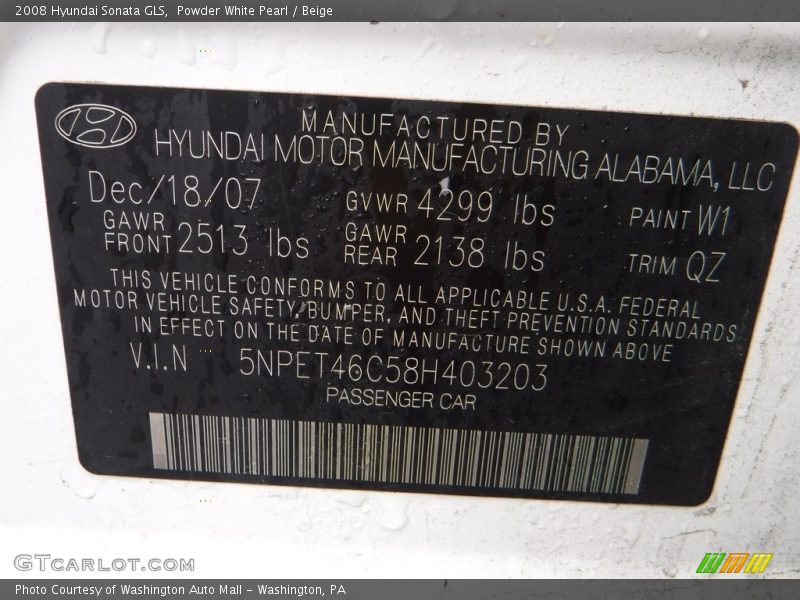 2008 Hyundai Sonata GLS,  Powder White Pearl / Beige
MANUFACTURED BY
HYUNDAI MOTOR MANUFACTURING ALABAMA, LLC
Dec/18/07 GVWR 4299 lbs PAINT W1
GAWR FRONT 2513 lbs GAWR REAR 2138 lbs TRIM QZ
THIS VEHICLE CONFORMS TO ALL APPLICABLE U.S.A. FEDERAL
MOTOR VEHICLE SAFETY, BUMPER, AND THEFT PREVENTION STANDARDS
IN EFFECT ON THE DATE OF MANUFACTURE SHOWN ABOVE
V.I.N 5NPET46C58H403203
PASSENGER CAR
GTCARLOT.COM
Photo Courtesy of Washington Auto Mall – Washington, PA